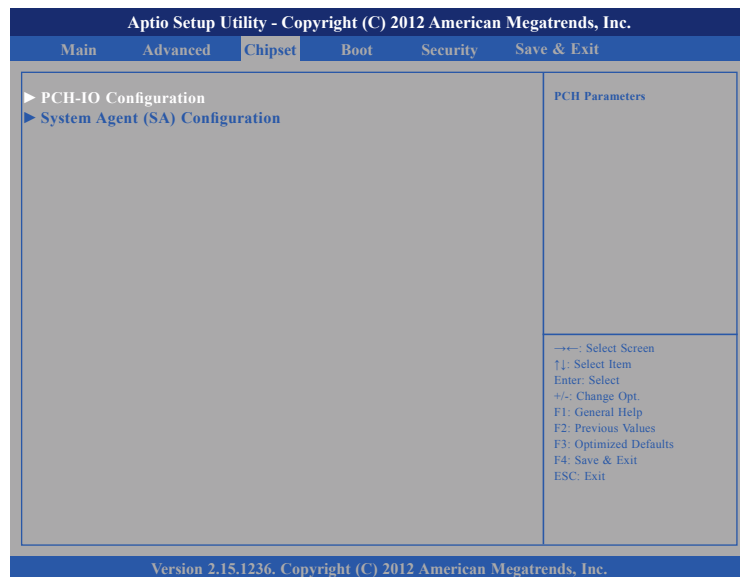 Aptio Setup Utility - Copyright (C) 2012 American Megatrends, Inc.
Main Advanced Chipset Boot Security Save & Exit
► PCH-IO Configuration
► System Agent (SA) Configuration
PCH Parameters
→←: Select Screen
↑↓: Select Item
Enter: Select
+/-: Change Opt.
F1: General Help
F2: Previous Values
F3: Optimized Defaults
F4: Save & Exit
ESC: Exit
Version 2.15.1236. Copyright (C) 2012 American Megatrends, Inc.